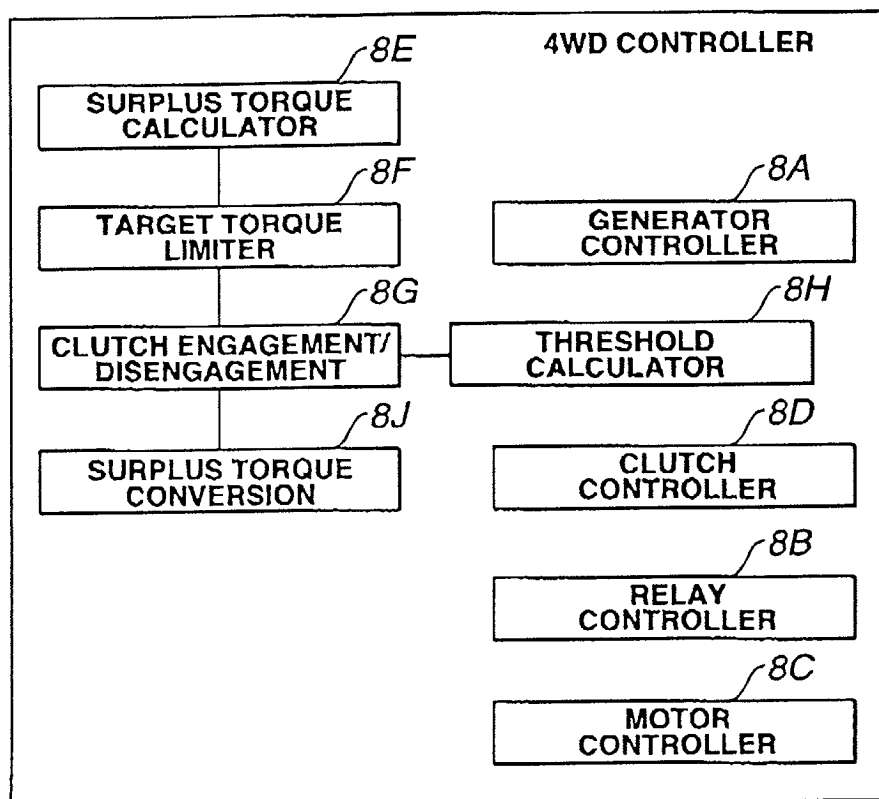 4WD CONTROLLER
8E
SURPLUS TORQUE
CALCULATOR
8F
TARGET TORQUE
LIMITER
8G
CLUTCH ENGAGEMENT/
DISENGAGEMENT
8J
SURPLUS TORQUE
CONVERSION
8A
GENERATOR
CONTROLLER
8H
THRESHOLD
CALCULATOR
8D
CLUTCH
CONTROLLER
8B
RELAY
CONTROLLER
8C
MOTOR
CONTROLLER